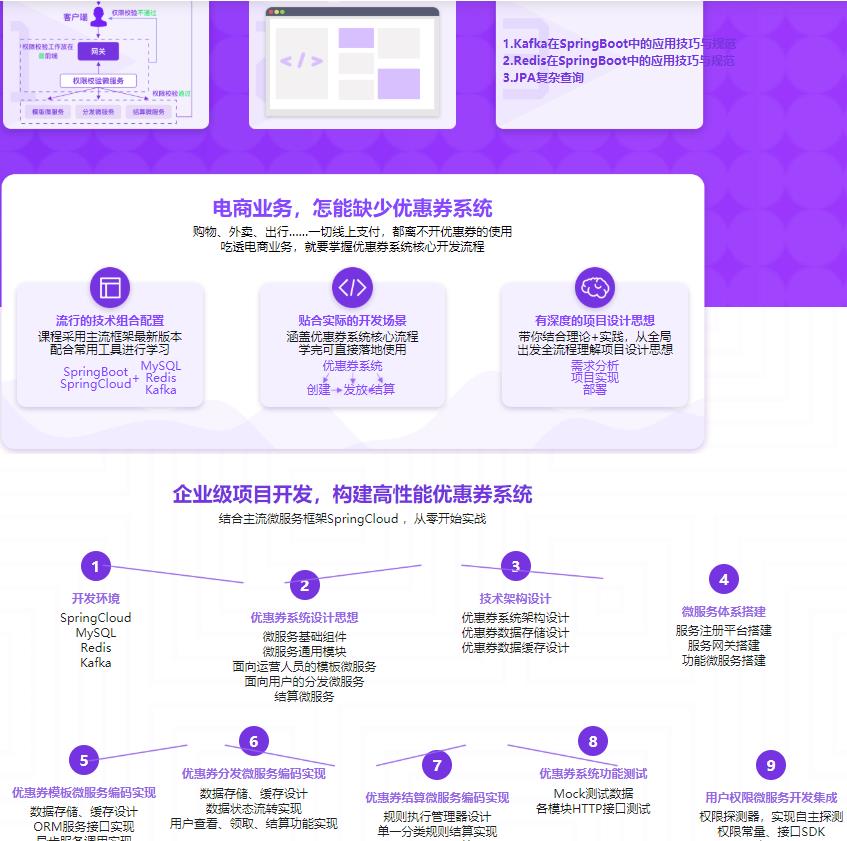 客户端
权限校验不通过
权限校验工作放在
最前端
网关
权限校验微服务
权限校验通过
模板微服务
分发微服务
结算微服务
</>
1.Kafka在SpringBoot中的应用技巧与规范
2.Redis在SpringBoot中的应用技巧与规范
3.JPA复杂查询
电商业务，怎能缺少优惠券系统
购物、外卖、出行……一切线上支付，都离不开优惠券的使用
吃透电商业务，就要掌握优惠券系统核心开发流程
流行的技术组合配置
课程采用主流框架最新版本
配合常用工具进行学习
SpringBoot
SpringCloud
+
MySQL
Redis
Kafka
</>
贴合实际的开发场景
涵盖优惠券系统核心流程
学完可直接落地使用
优惠券系统
创建
发放
结算
有深度的项目设计思想
带你结合理论+实践，从全局
出发全流程理解项目设计思想
需求分析
项目实现
部署
企业级项目开发，构建高性能优惠券系统
结合主流微服务框架SpringCloud ，从零开始实战
1
开发环境
SpringCloud
MySQL
Redis
Kafka
2
优惠券系统设计思想
微服务基础组件
微服务通用模块
面向运营人员的模板微服务
面向用户的分发微服务
结算微服务
3
技术架构设计
优惠券系统架构设计
优惠券数据存储设计
优惠券数据缓存设计
4
微服务体系搭建
服务注册平台搭建
服务网关搭建
功能微服务搭建
5
优惠券模板微服务编码实现
数据存储、缓存设计
ORM服务接口实现
异步服务调用实现
6
优惠券分发微服务编码实现
数据存储、缓存设计
数据状态流转实现
用户查看、领取、结算功能实现
7
优惠券结算微服务编码实现
规则执行管理器设计
单一分类规则结算实现
8
优惠券系统功能测试
Mock测试数据
各模块HTTP接口测试
9
用户权限微服务开发集成
权限探测器，实现自主探测
权限常量、接口SDK